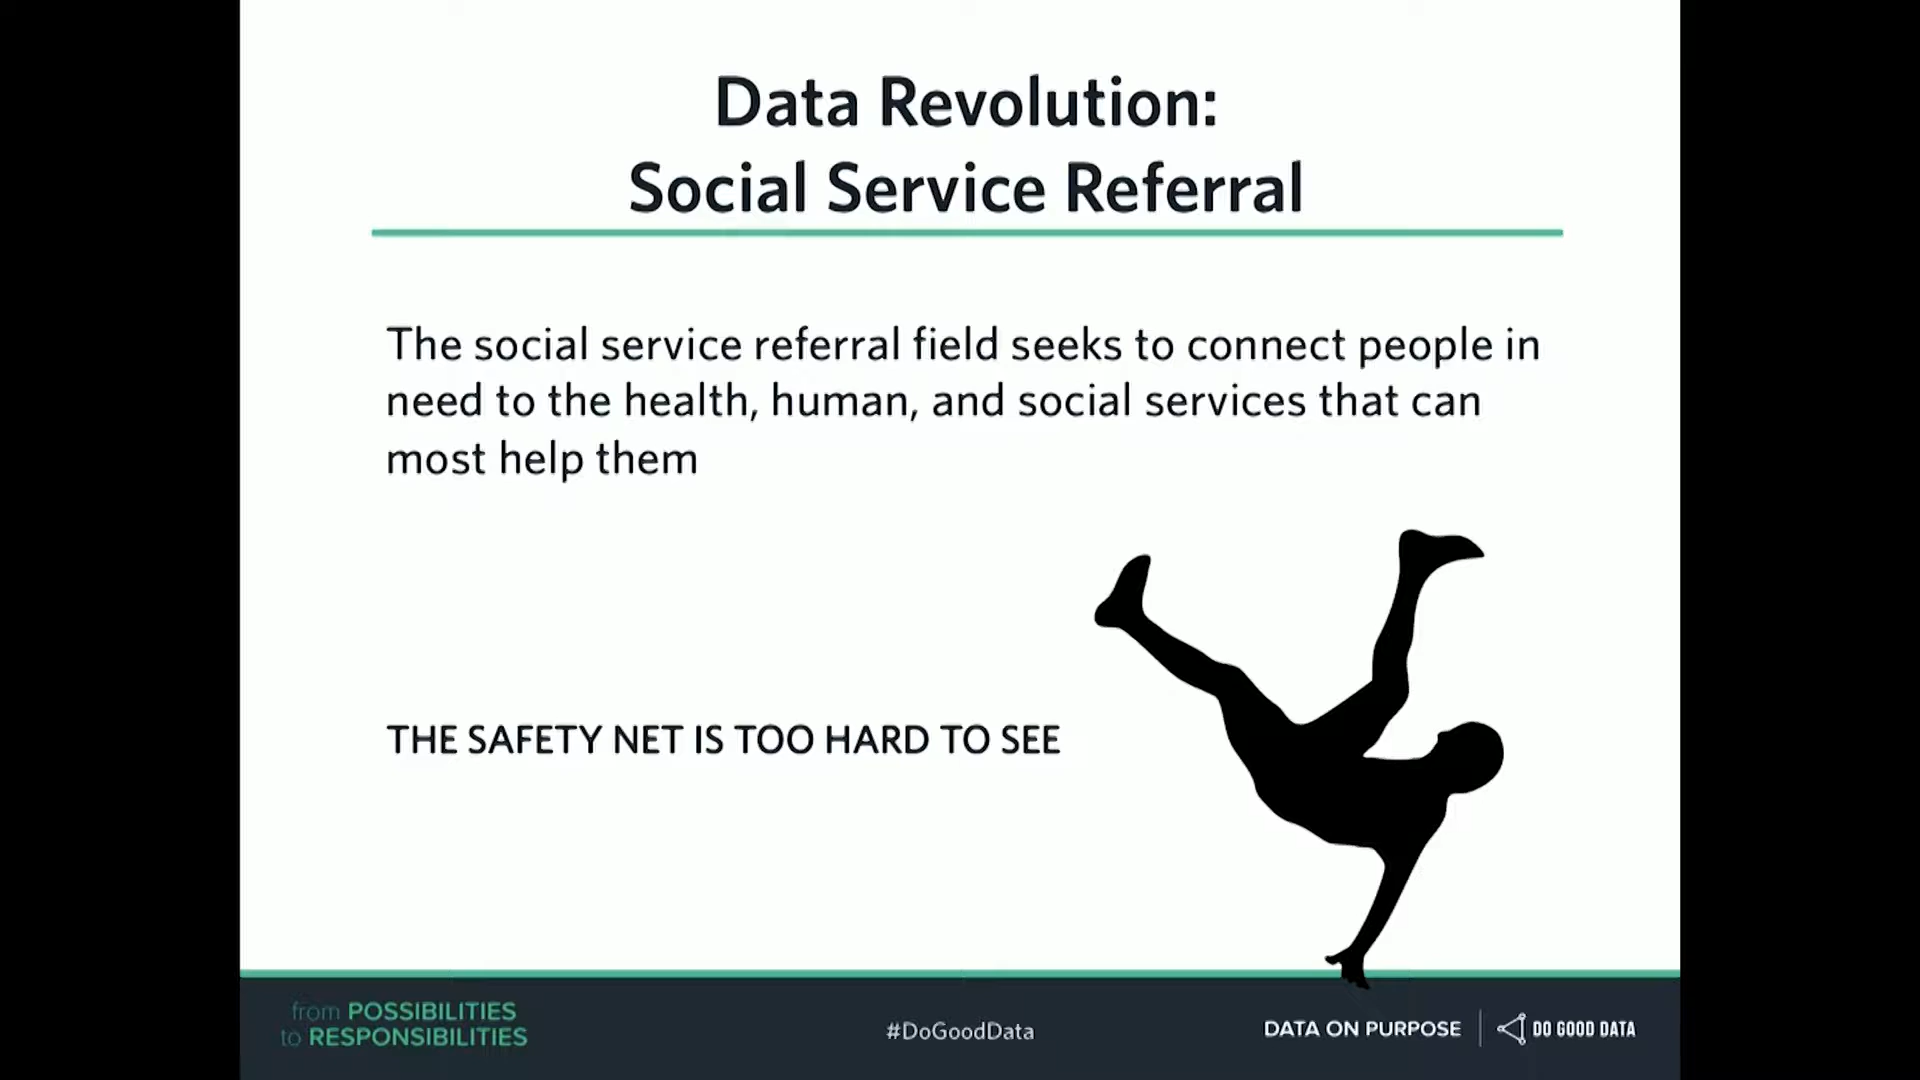 Data Revolution:
Social Service Referral
The social service referral field seeks to connect people in
need to the health, human, and social services that can
most help them
THE SAFETY NET IS TOO HARD TO SEE
from POSSIBILITIES
to RESPONSIBILITIES
#DoGoodData
DATA ON PURPOSE
DO GOOD DATA